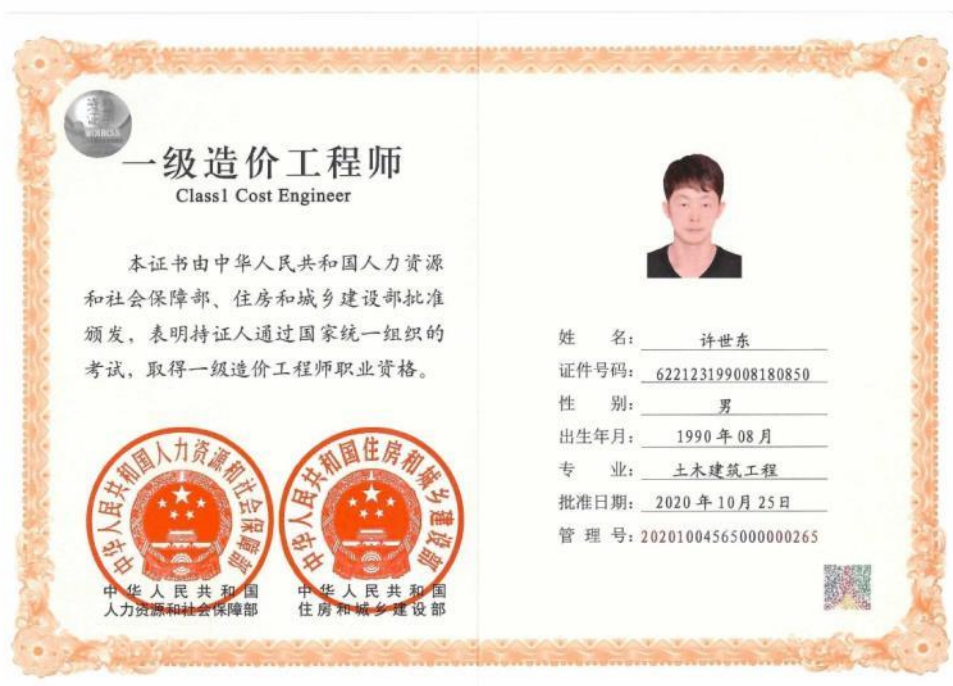 一级造价工程师
Class1 Cost Engineer
本证书由中华人民共和国人力资源
和社会保障部、住房和城乡建设部批准
颁发，表明持证人通过国家统一组织的
考试，取得一级造价工程师职业资格。
中华人民共和国人力资源和社会保障部
中华人民共和国住房和城乡建设部
中华人民共和国
人力资源和社会保障部
中华人民共和国
住房和城乡建设部
姓名：许世东
证件号码：622123199008180850
性别：男
出生年月：1990年08月
专业：土木建筑工程
批准日期：2020年10月25日
管理号：20201004565000000265